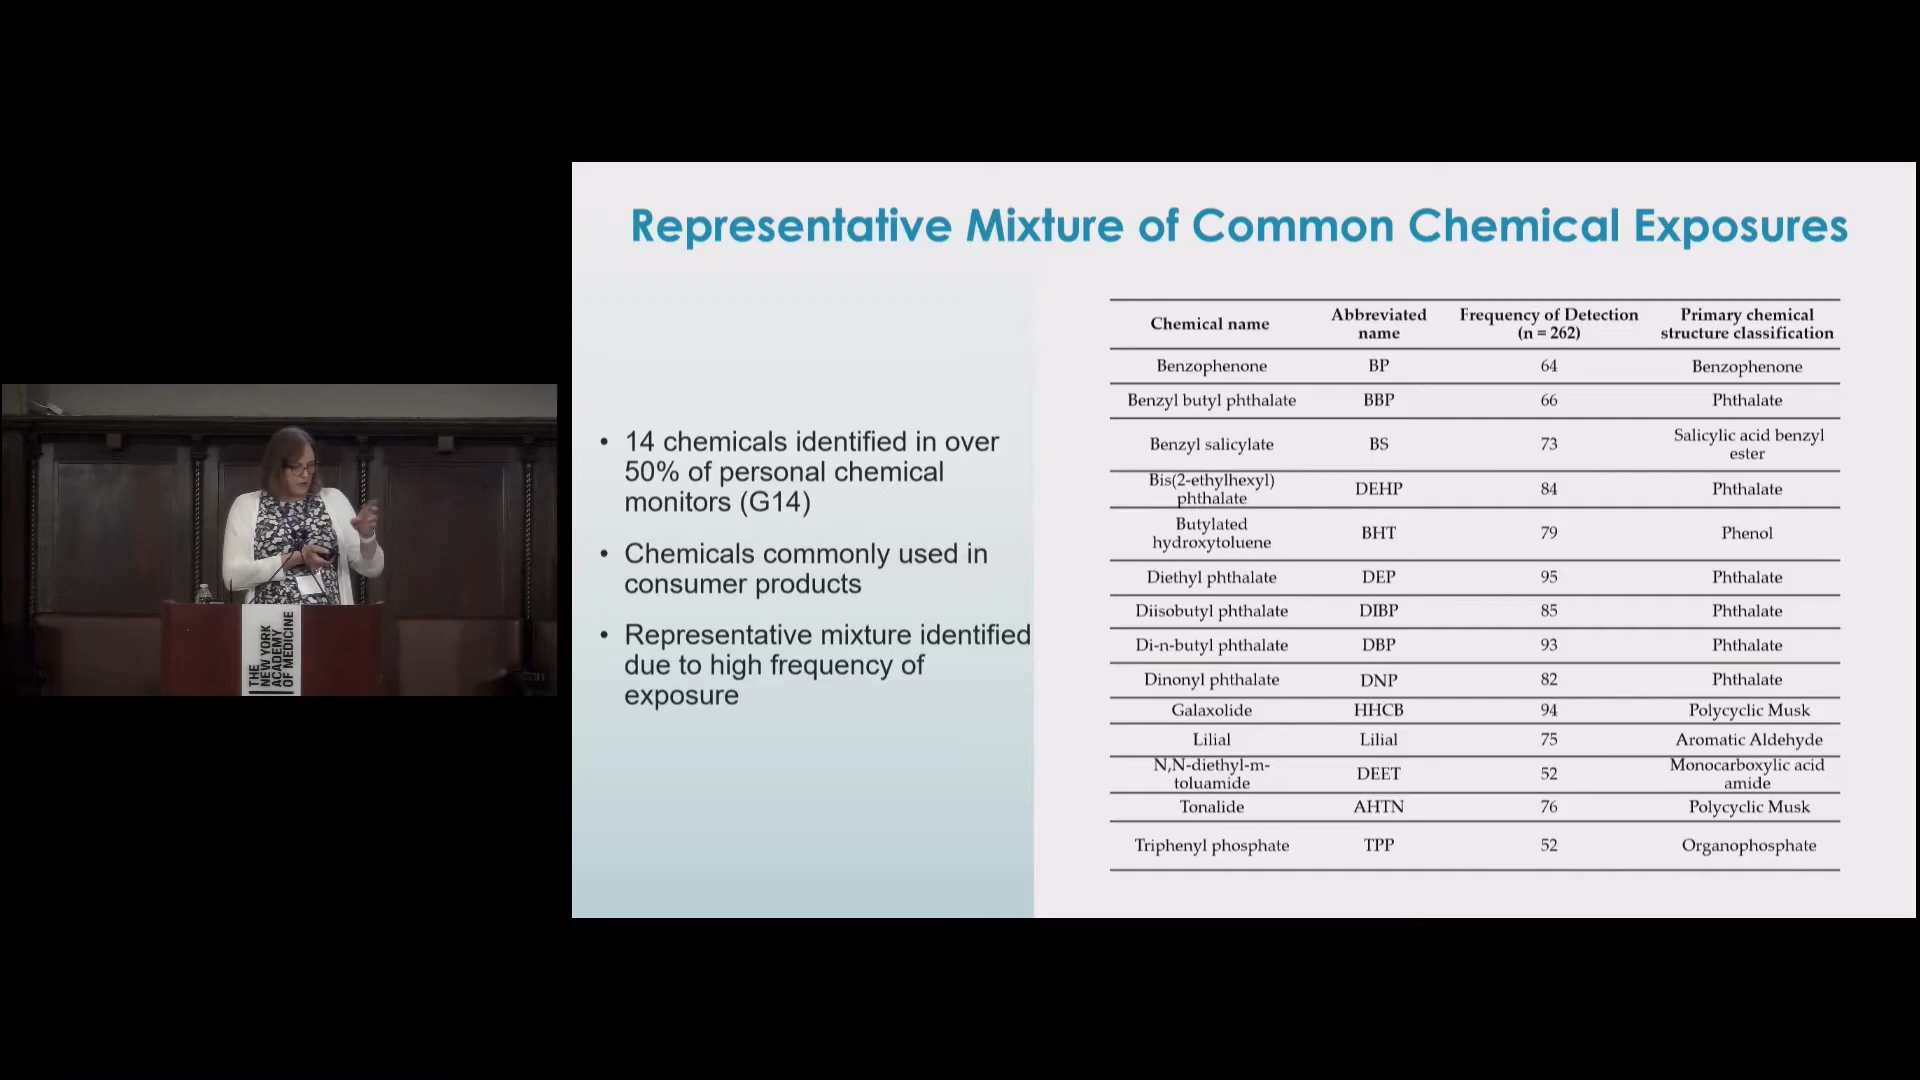 Representative Mixture of Common Chemical Exposures
• 14 chemicals identified in over
50% of personal chemical
monitors (G14)
• Chemicals commonly used in
consumer products
• Representative mixture identified
due to high frequency of
exposure
Chemical name Abbreviated name Frequency of Detection (n = 262) Primary chemical structure classification
Benzophenone BP 64 Benzophenone
Benzyl butyl phthalate BBP 66 Phthalate
Benzyl salicylate BS 73 Salicylic acid benzyl ester
Bis(2-ethylhexyl) phthalate DEHP 84 Phthalate
Butylated hydroxytoluene BHT 79 Phenol
Diethyl phthalate DEP 95 Phthalate
Diisobutyl phthalate DIBP 85 Phthalate
Di-n-butyl phthalate DBP 93 Phthalate
Dinonyl phthalate DNP 82 Phthalate
Galaxolide HHCB 94 Polycyclic Musk
Lilial Lilial 75 Aromatic Aldehyde
N,N-diethyl-m-toluamide DEET 52 Monocarboxylic acid amide
Tonalide AHTN 76 Polycyclic Musk
Triphenyl phosphate TPP 52 Organophosphate
THE
NEW YORK
ACADEMY
OF MEDICINE